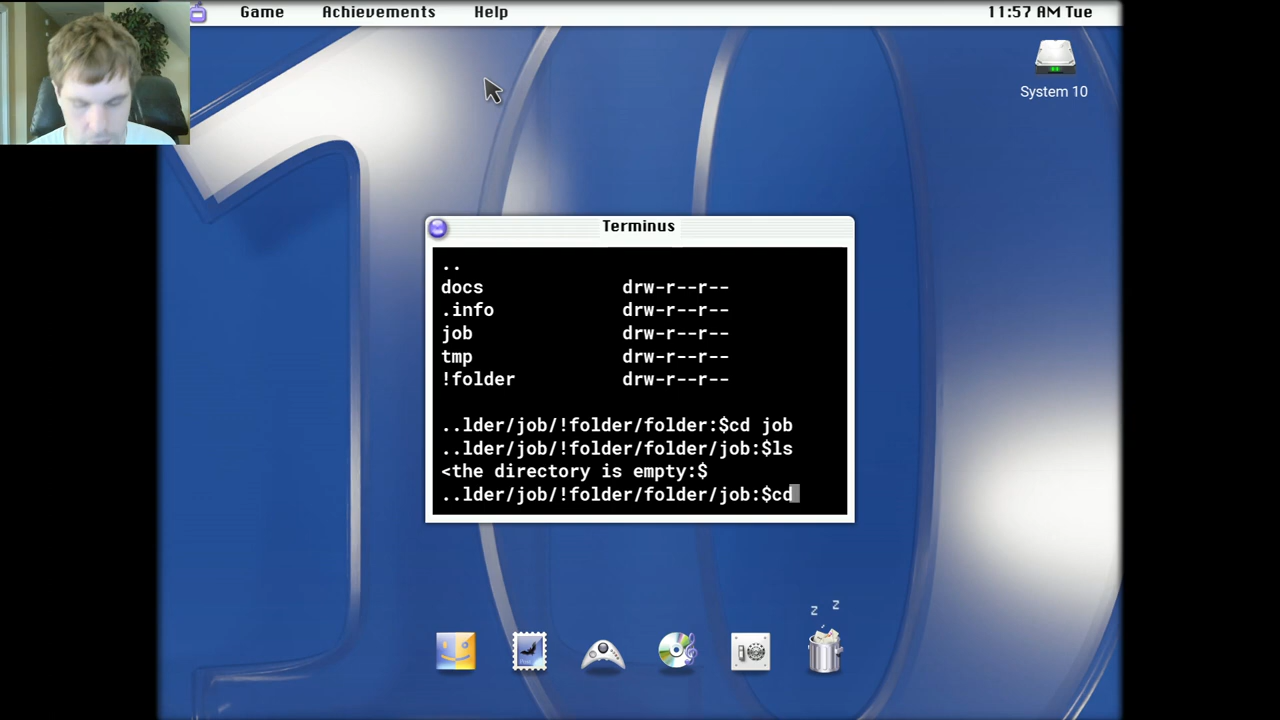 Game Achievements Help 11:57 AM Tue
System 10
Terminus
..
docs drw-r--r--
.info drw-r--r--
job drw-r--r--
tmp drw-r--r--
!folder drw-r--r--
..lder/job/!folder/folder:$cd job
..lder/job/!folder/folder/job:$ls
<the directory is empty:$
..lder/job/!folder/folder/job:$cd
z z